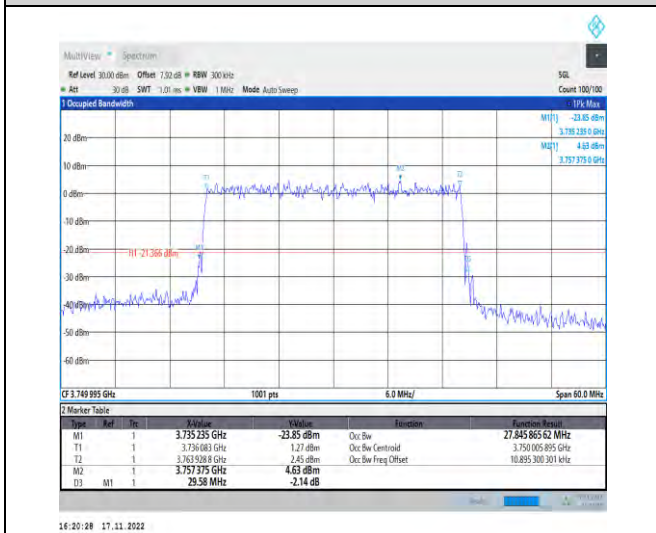 MultiView Spectrum
Ref Level 30.00 dBm Offset 7.92 dB RBW 300 kHz SGL
Att 30 dB SWT 1.01 ms VBW 1 MHz Mode Auto Sweep Count 100/100
1 Occupied Bandwidth 1Pk Max
M1[1] -23.85 dBm
3.735 235 0 GHz
M2[1] 4.63 dBm
3.757 375 0 GHz
20 dBm
10 dBm
0 dBm
-10 dBm
-20 dBm
-30 dBm
-40 dBm
-50 dBm
-60 dBm
T1
M2
T2
M1
H1 -21.366 dBm
D3
CF 3.749 995 GHz 1001 pts 6.0 MHz/ Span 60.0 MHz
2 Marker Table
Type Ref Trc X-Value Y-Value Function Function Result
M1 1 3.735 235 GHz -23.85 dBm Occ Bw 27.845 865 62 MHz
T1 1 3.736 083 GHz 1.27 dBm Occ Bw Centroid 3.750 005 895 GHz
T2 1 3.763 928 8 GHz 2.45 dBm Occ Bw Freq Offset 10.895 300 301 kHz
M2 1 3.757 375 GHz 4.63 dBm
D3 M1 1 29.58 MHz -2.14 dB
16:20:28 17.11.2022